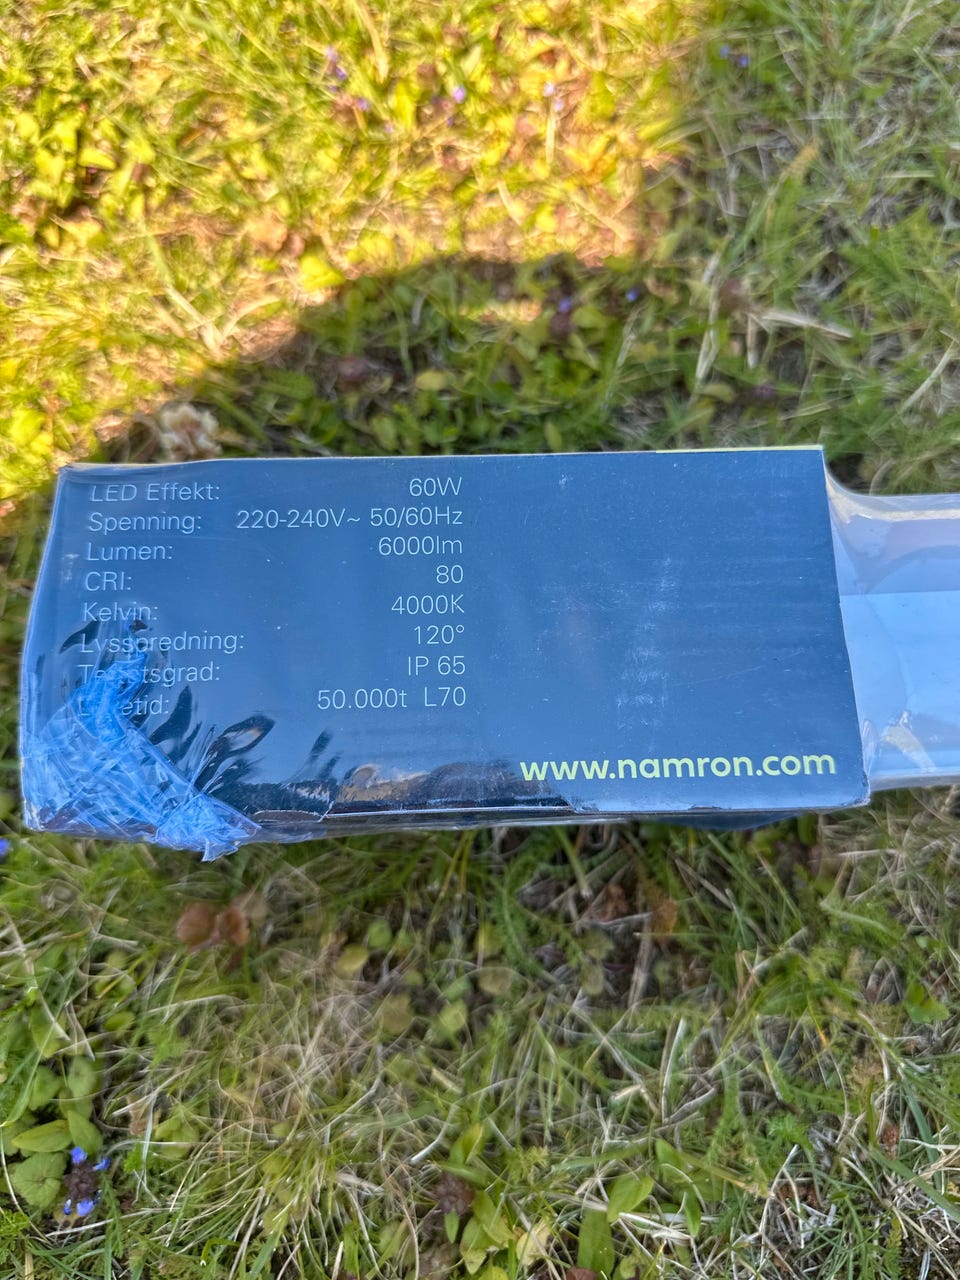 LED Effekt: 60W
Spenning: 220-240V~ 50/60Hz
Lumen: 6000lm
CRI: 80
Kelvin: 4000K
Lysspredning: 120°
IP 65
50.000t L70
www.namron.com